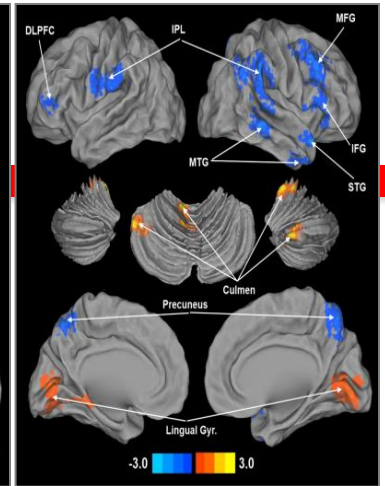 MFG
DLPFC
IPL
IFG
MTG
STG
Culmen
Precuneus
Lingual Gyr.
-3.0 3.0